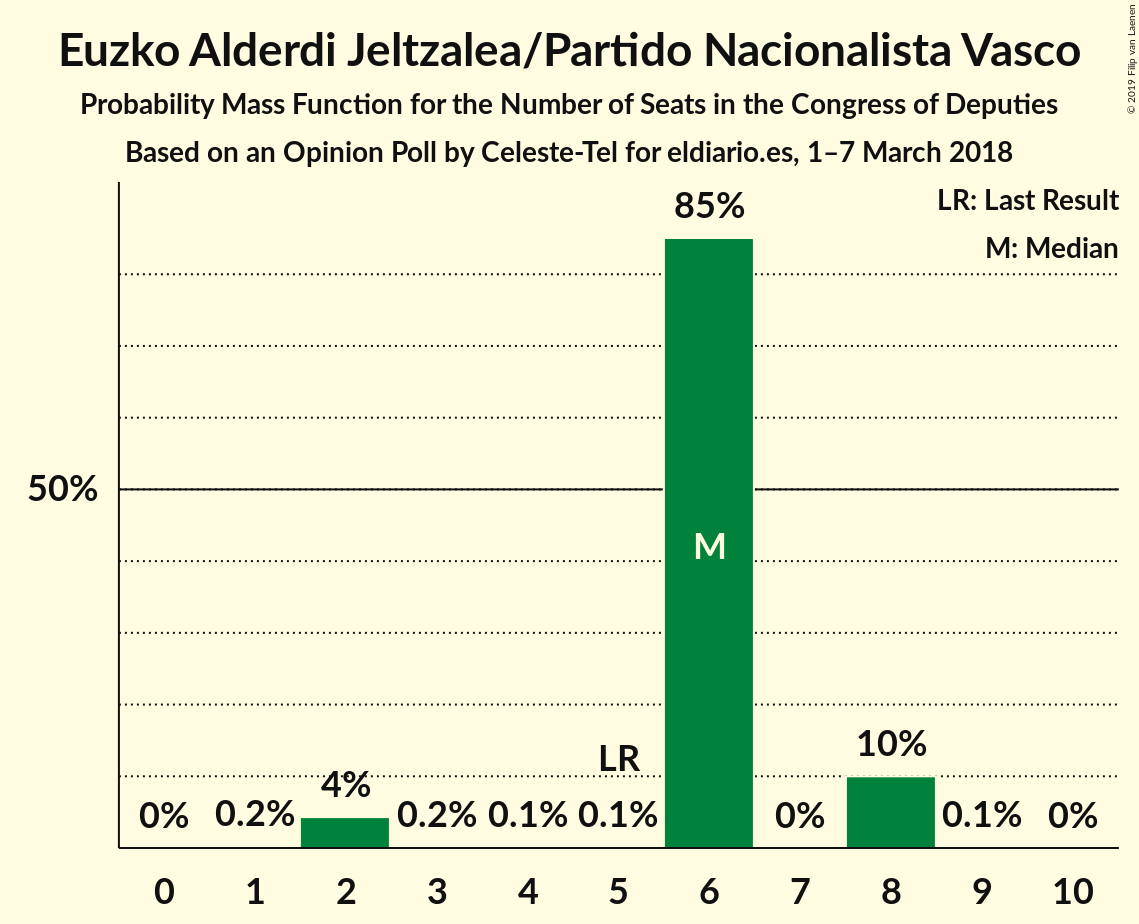 Euzko Alderdi Jeltzalea/Partido Nacionalista Vasco
Probability Mass Function for the Number of Seats in the Congress of Deputies
Based on an Opinion Poll by Celeste-Tel for eldiario.es, 1–7 March 2018
© 2019 Filip van Laenen
LR: Last Result
M: Median
85%
50%
M
LR
10%
4%
0% 0.2% 0.2% 0.1% 0.1% 0% 0.1% 0%
0 1 2 3 4 5 6 7 8 9 10